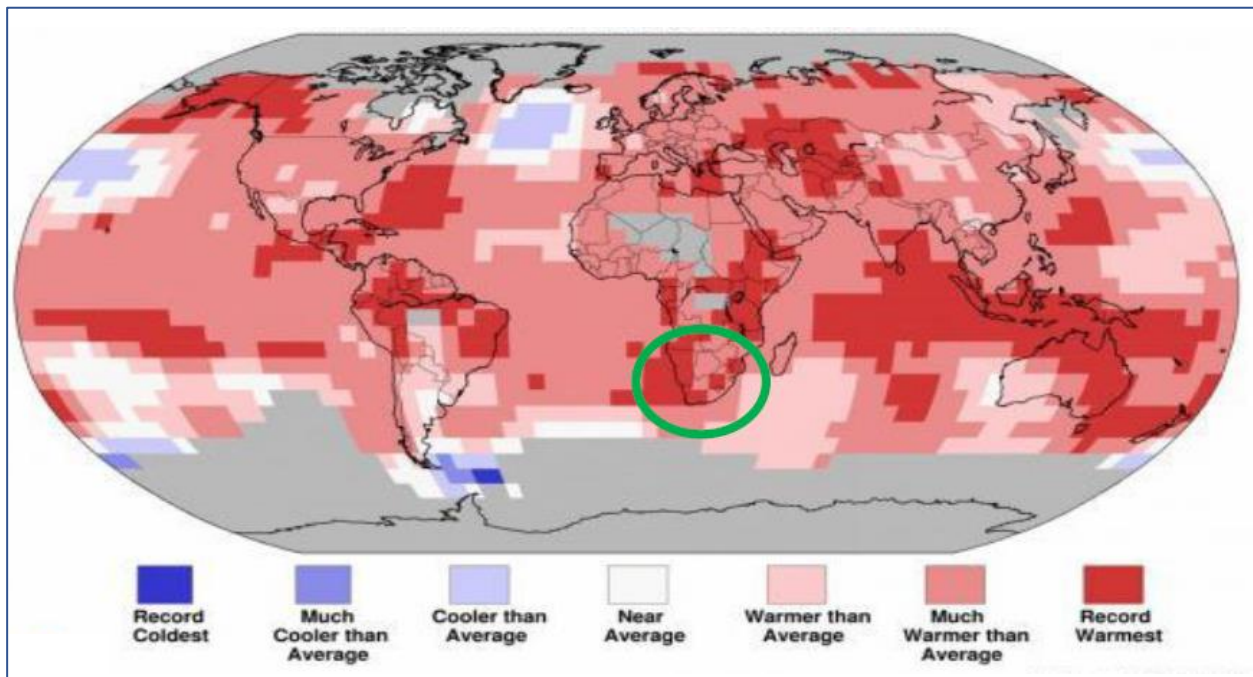 Record
Coldest
Much
Cooler than
Average
Cooler than
Average
Near
Average
Warmer than
Average
Much
Warmer than
Average
Record
Warmest